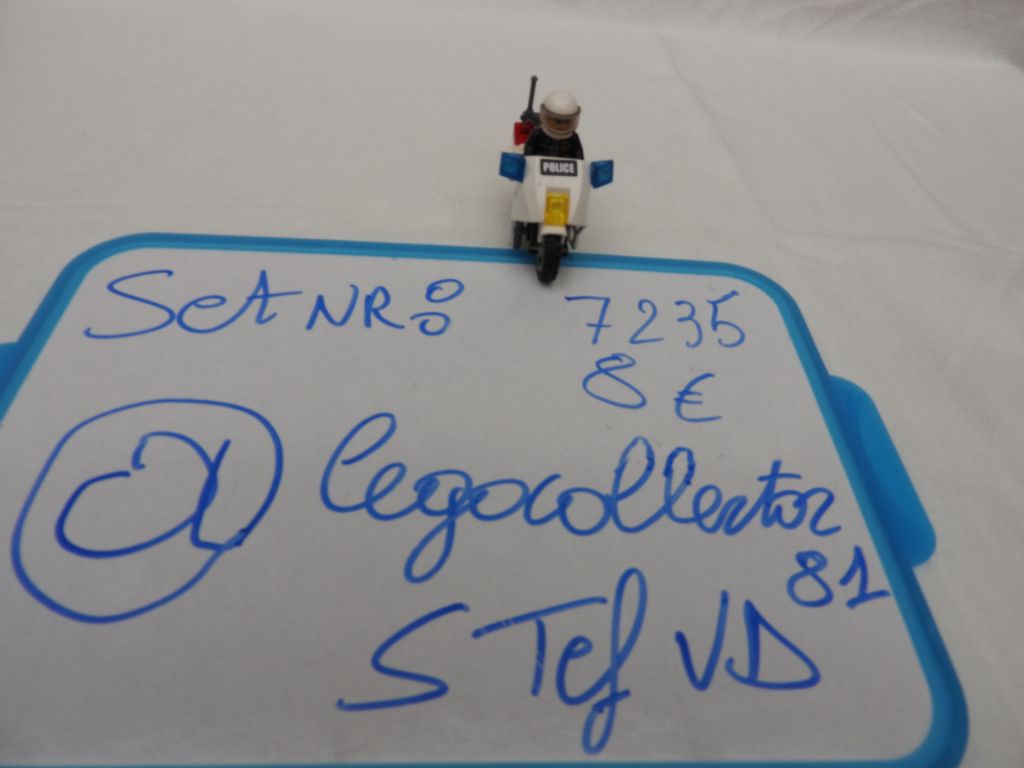 POLICE
Set NR: 7235
8 €
@ legocollector
81
STef VD